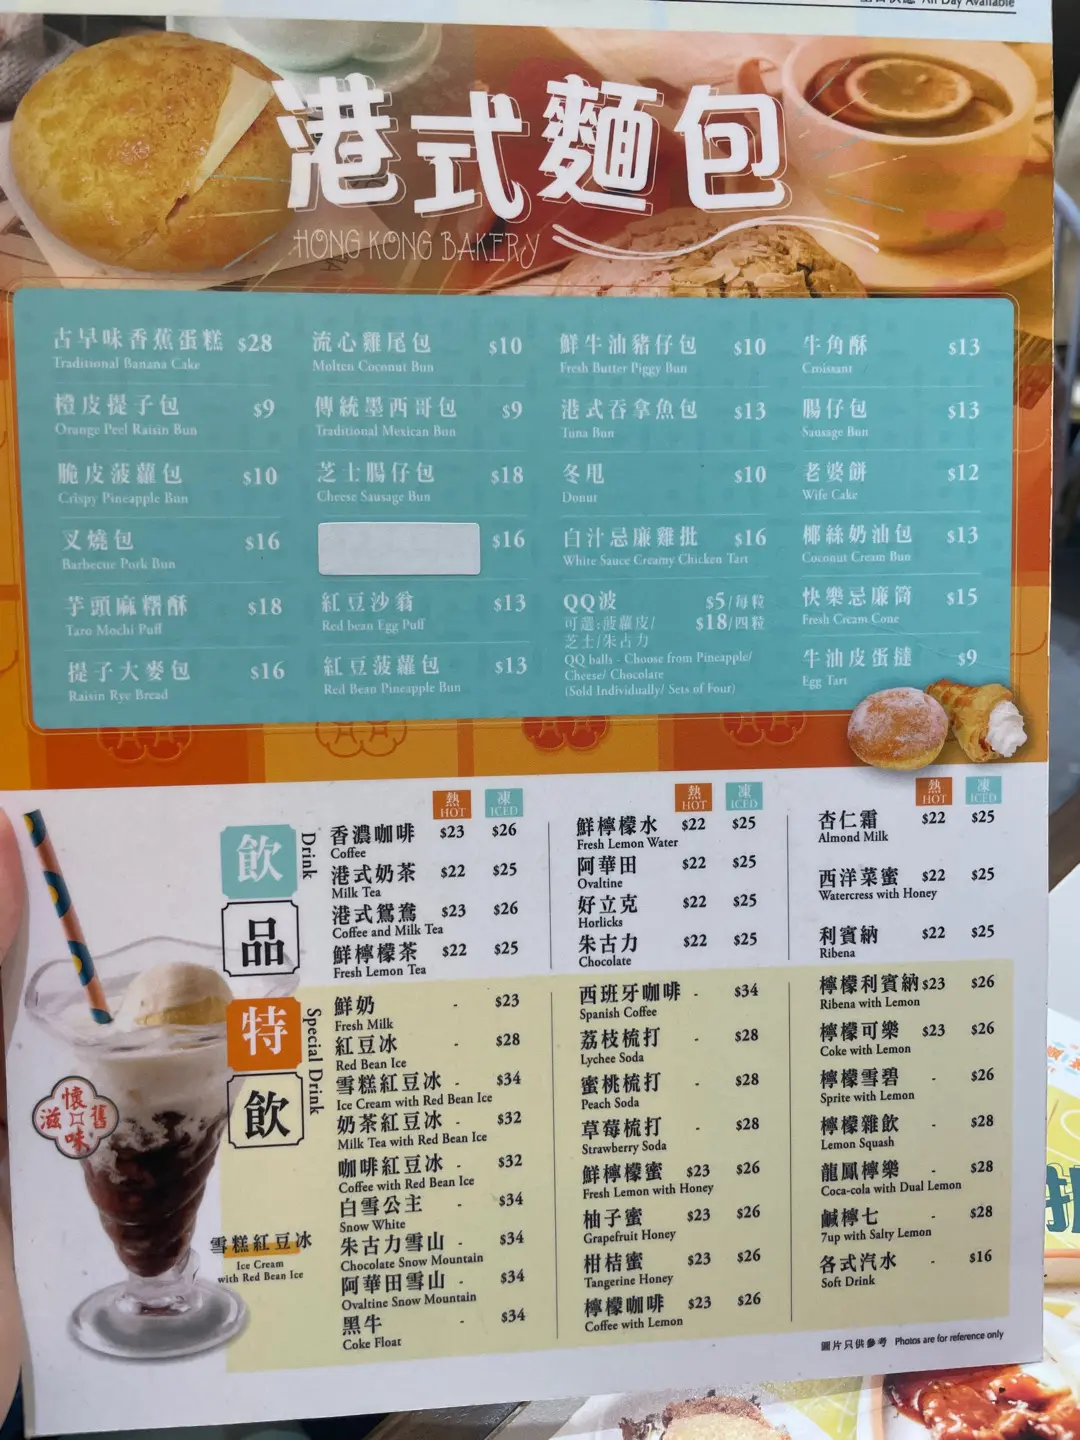 全日供應 All Day Available
港式麵包
HONG KONG BAKERY
古早味香蕉蛋糕 $28
Traditional Banana Cake
橙皮提子包 $9
Orange Peel Raisin Bun
脆皮菠蘿包 $10
Crispy Pineapple Bun
叉燒包 $16
Barbecue Pork Bun
芋頭麻糬酥 $18
Taro Mochi Puff
提子大麥包 $16
Raisin Rye Bread
流心雞尾包 $10
Molten Coconut Bun
傳統墨西哥包 $9
Traditional Mexican Bun
芝士腸仔包 $18
Cheese Sausage Bun
$16
紅豆沙翁 $13
Red bean Egg Puff
紅豆菠蘿包 $13
Red Bean Pineapple Bun
鮮牛油豬仔包 $10
Fresh Butter Piggy Bun
港式吞拿魚包 $13
Tuna Bun
冬甩 $10
Donut
白汁忌廉雞批 $16
White Sauce Creamy Chicken Tart
QQ波 $5/每粒
可選:菠蘿皮/ $18/四粒
芝士/朱古力
QQ balls - Choose from Pineapple/
Cheese/ Chocolate
(Sold Individually/ Sets of Four)
牛角酥 $13
Croissant
腸仔包 $13
Sausage Bun
老婆餅 $12
Wife Cake
椰絲奶油包 $13
Coconut Cream Bun
快樂忌廉筒 $15
Fresh Cream Cone
牛油皮蛋撻 $9
Egg Tart
飲品
Drink
熱 凍
HOT ICED
香濃咖啡 $23 $26
Coffee
港式奶茶 $22 $25
Milk Tea
港式鴛鴦 $23 $26
Coffee and Milk Tea
鮮檸檬茶 $22 $25
Fresh Lemon Tea
熱 凍
HOT ICED
鮮檸檬水 $22 $25
Fresh Lemon Water
阿華田 $22 $25
Ovaltine
好立克 $22 $25
Horlicks
朱古力 $22 $25
Chocolate
熱 凍
HOT ICED
杏仁霜 $22 $25
Almond Milk
西洋菜蜜 $22 $25
Watercress with Honey
利賓納 $22 $25
Ribena
特飲
Special Drink
鮮奶 - $23
Fresh Milk
紅豆冰 - $28
Red Bean Ice
雪糕紅豆冰 - $34
Ice Cream with Red Bean Ice
奶茶紅豆冰 - $32
Milk Tea with Red Bean Ice
咖啡紅豆冰 - $32
Coffee with Red Bean Ice
白雪公主 - $34
Snow White
朱古力雪山 - $34
Chocolate Snow Mountain
阿華田雪山 - $34
Ovaltine Snow Mountain
黑牛 - $34
Coke Float
西班牙咖啡 - $34
Spanish Coffee
荔枝梳打 - $28
Lychee Soda
蜜桃梳打 - $28
Peach Soda
草莓梳打 - $28
Strawberry Soda
鮮檸檬蜜 $23 $26
Fresh Lemon with Honey
柚子蜜 $23 $26
Grapefruit Honey
柑桔蜜 $23 $26
Tangerine Honey
檸檬咖啡 $23 $26
Coffee with Lemon
檸檬利賓納 $23 $26
Ribena with Lemon
檸檬可樂 $23 $26
Coke with Lemon
檸檬雪碧 - $26
Sprite with Lemon
檸檬雜飲 - $28
Lemon Squash
龍鳳檸樂 - $28
Coca-cola with Dual Lemon
鹹檸七 - $28
7up with Salty Lemon
各式汽水 - $16
Soft Drink
懷舊滋味
雪糕紅豆冰
Ice Cream
with Red Bean Ice
圖片只供參考 Photos are for reference only